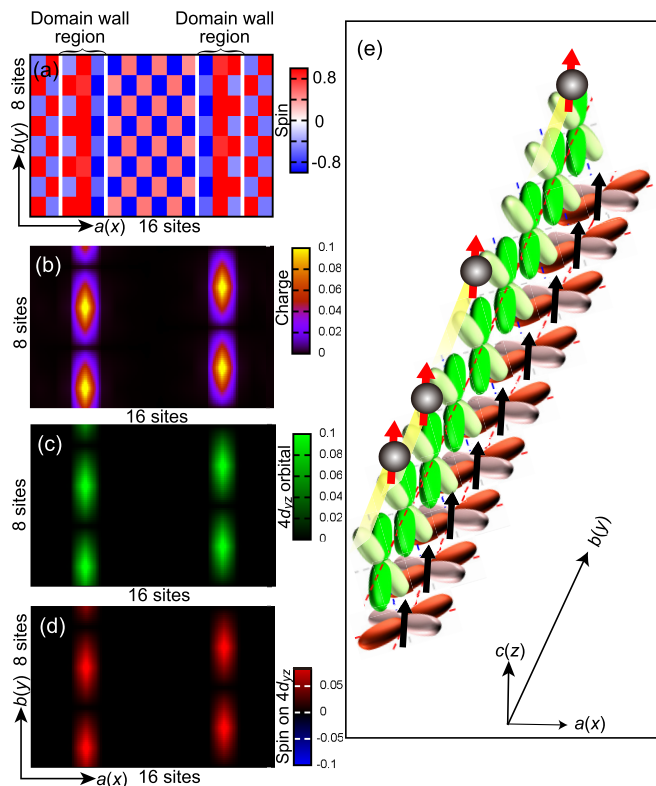 Domain wall region
Domain wall region
(a)
8 sites
b(y)
a(x)
16 sites
0.8
0
-0.8
Spin
(b)
8 sites
16 sites
0.1
0.08
0.06
0.04
0.02
0
Charge
(c)
8 sites
16 sites
0.1
0.08
0.06
0.04
0.02
0
4dyz orbital
(d)
8 sites
b(y)
a(x)
16 sites
0.05
0
-0.05
-0.1
Spin on 4dyz
(e)
b(y)
c(z)
a(x)